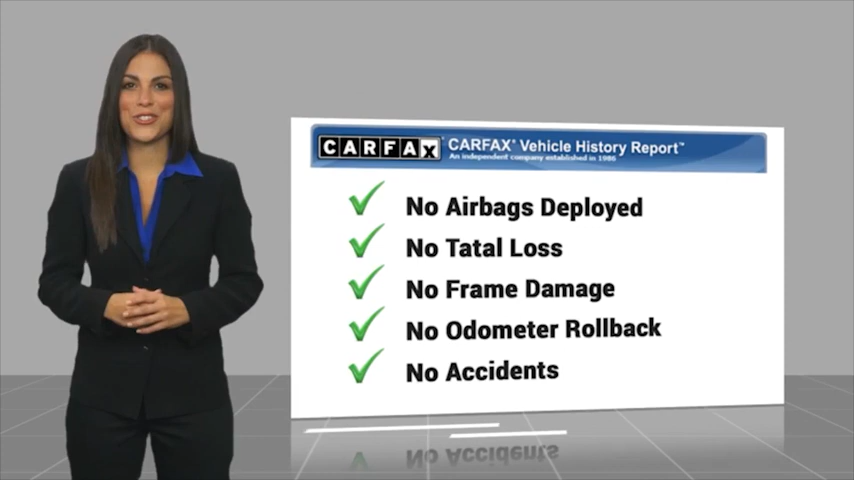 CARFAX CARFAX® Vehicle History Report™
An independent company established in 1986
No Airbags Deployed
No Tatal Loss
No Frame Damage
No Odometer Rollback
No Accidents
No Accidents